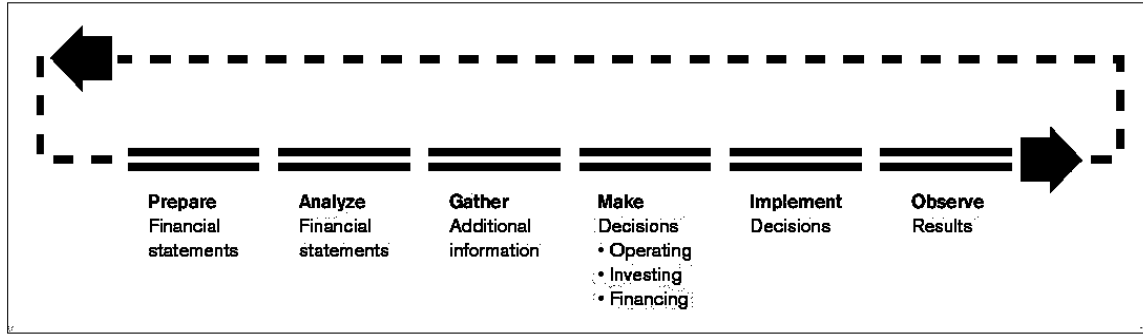 Prepare
Financial
statements
Analyze
Financial
statements
Gather
Additional
information
Make
Decisions
• Operating
• Investing
• Financing
Implement
Decisions
Observe
Results